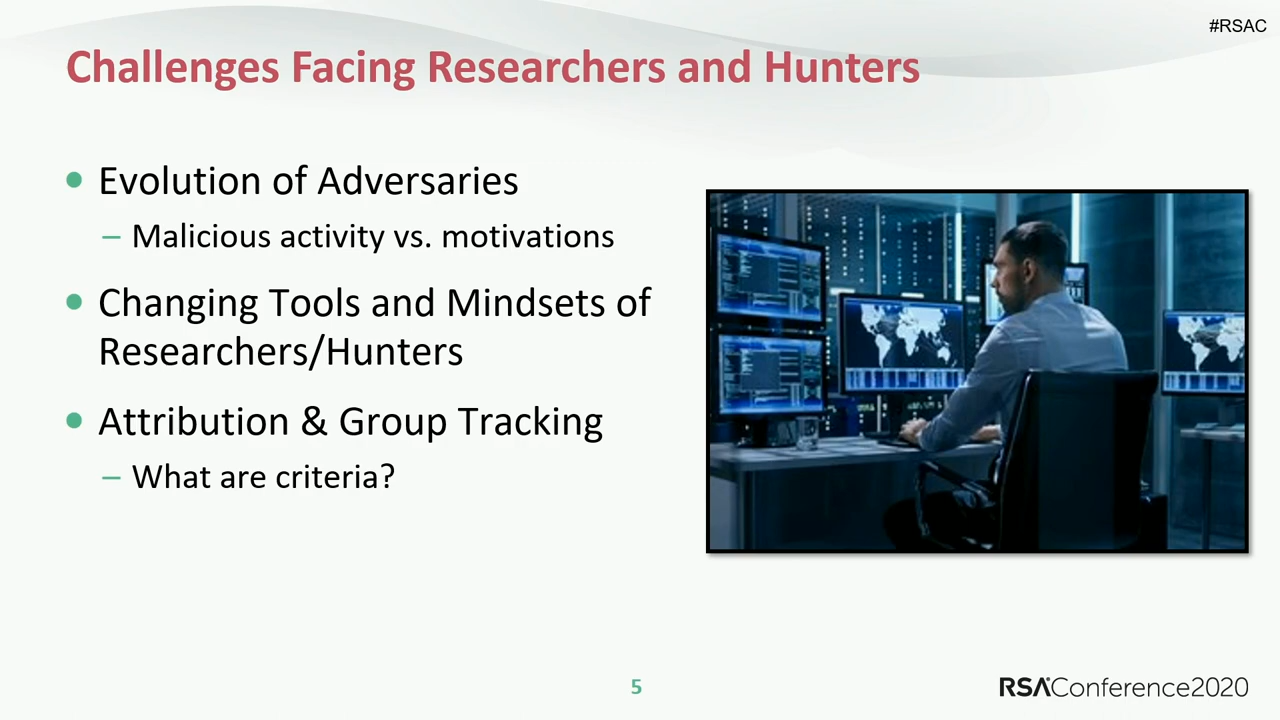 #RSAC
Challenges Facing Researchers and Hunters
• Evolution of Adversaries
– Malicious activity vs. motivations
• Changing Tools and Mindsets of
Researchers/Hunters
• Attribution & Group Tracking
– What are criteria?
5
RSAConference2020